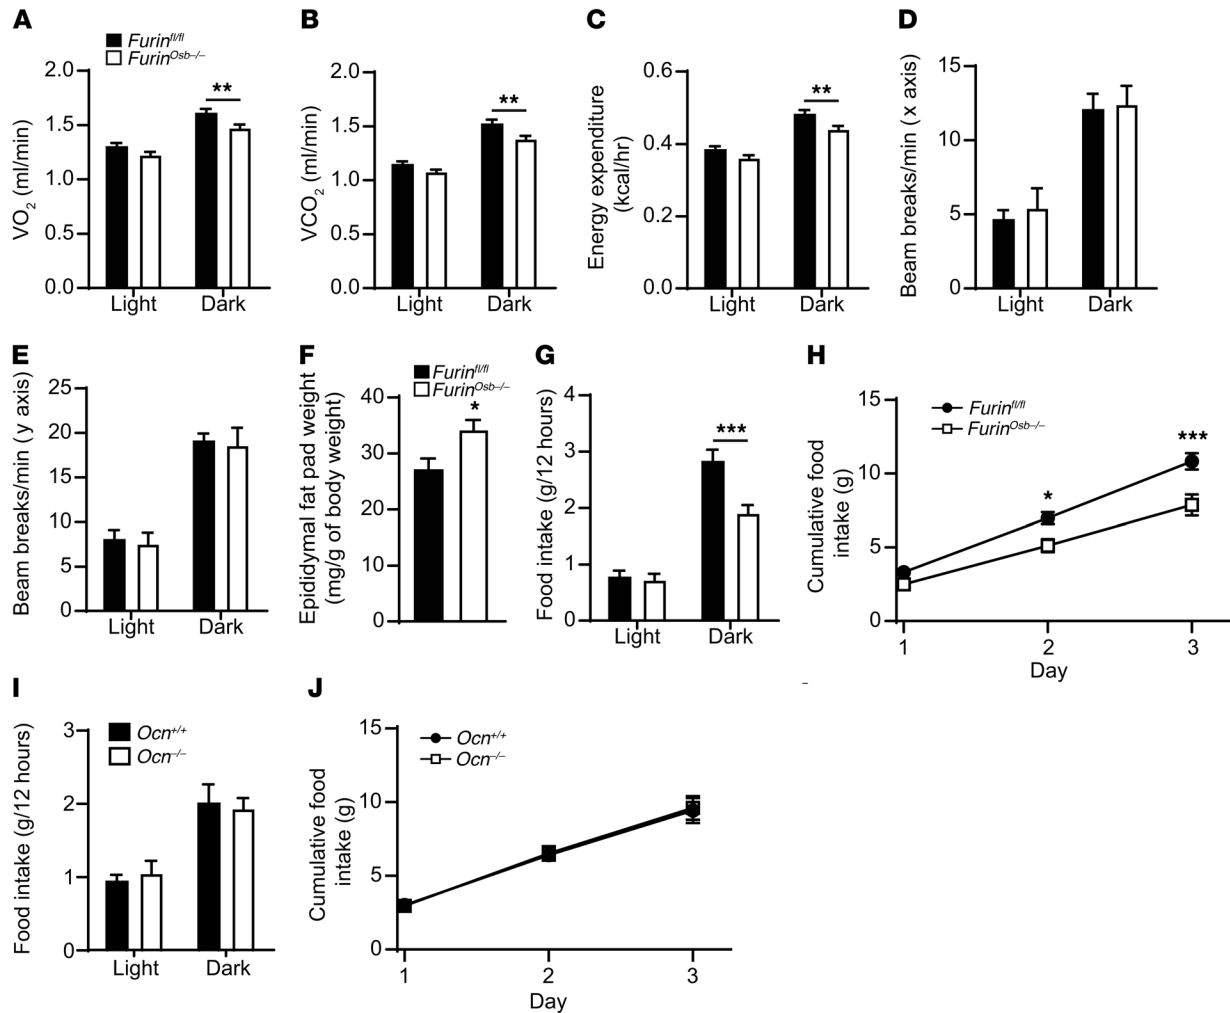 A
Furin^fl/fl
Furin^Osb–/–
VO₂ (ml/min)
2.0
1.5
1.0
0.5
0.0
**
Light
Dark
B
VCO₂ (ml/min)
2.0
1.5
1.0
0.5
0.0
**
Light
Dark
C
Energy expenditure
(kcal/hr)
0.6
0.4
0.2
0.0
**
Light
Dark
D
Beam breaks/min (x axis)
15
10
5
0
Light
Dark
E
Beam breaks/min (y axis)
25
20
15
10
5
0
Light
Dark
F
Furin^fl/fl
Furin^Osb–/–
Epididymal fat pad weight
(mg/g of body weight)
40
30
20
10
0
*
G
Food intake (g/12 hours)
4
3
2
1
0
***
Light
Dark
H
Furin^fl/fl
Furin^Osb–/–
Cumulative food
intake (g)
15
10
5
0
*
***
1
2
3
Day
I
Ocn^+/+
Ocn^–/–
Food intake (g/12 hours)
3
2
1
0
Light
Dark
J
Ocn^+/+
Ocn^–/–
Cumulative food
intake (g)
15
10
5
0
1
2
3
Day